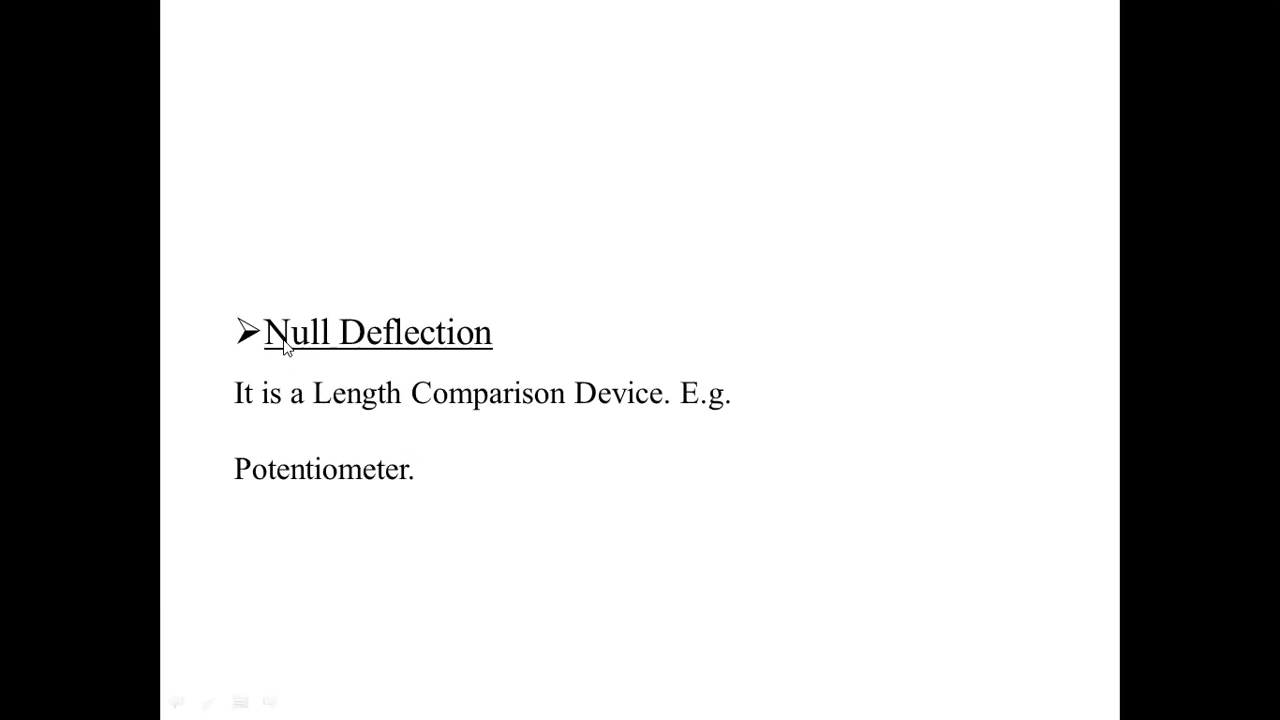 ➢Null Deflection
It is a Length Comparison Device. E.g.
Potentiometer.